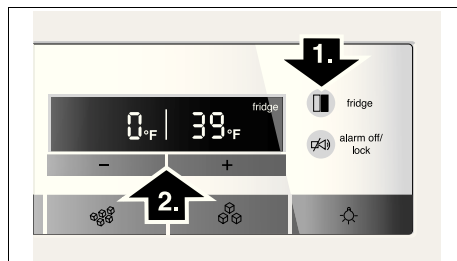 1.
fridge
fridge
0°F 39°F
alarm off/
lock
− +
2.